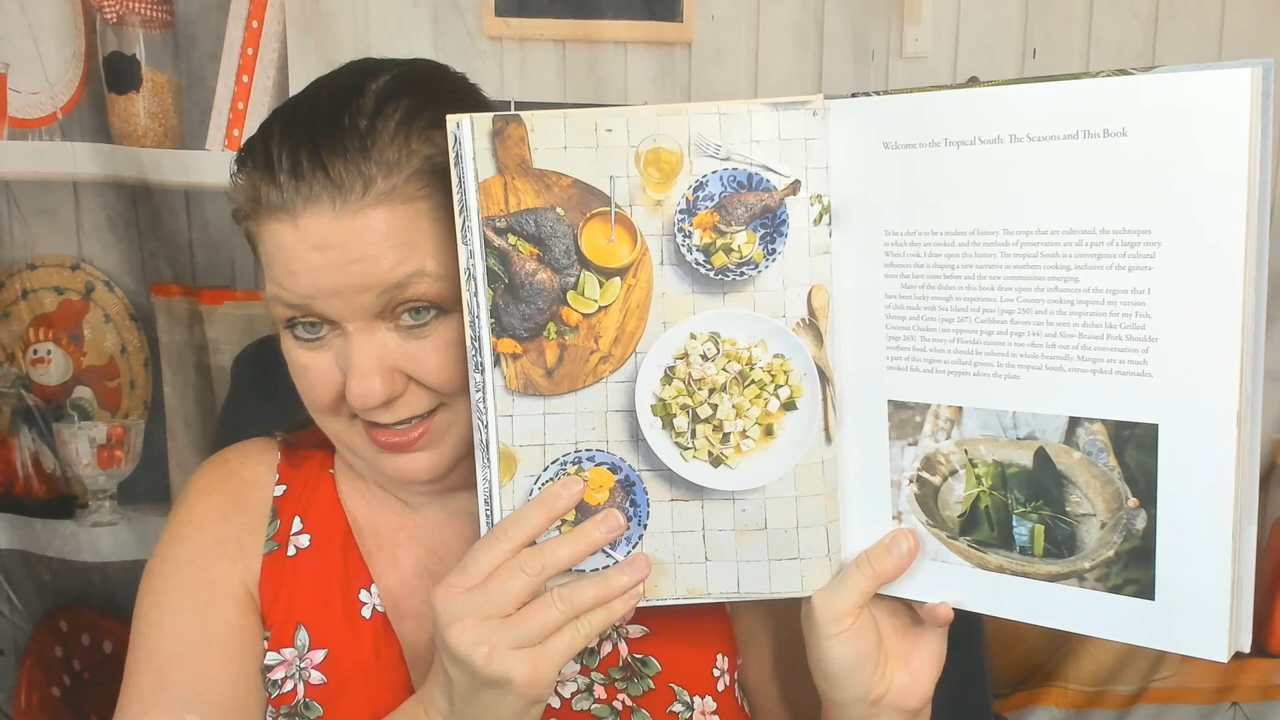 Welcome to the Tropical South: The Seasons and This Book
To be a chef is to be a student of history. The crops that are cultivated, the techniques
in which they are cooked, and the methods of preservation are all a part of a larger story.
When I cook, I draw upon this history. The tropical South is a convergence of cultural
influences that is shaping a new narrative in southern cooking, inclusive of the genera-
tions that have come before and the new communities emerging.
Many of the dishes in this book draw upon the influences of the region that I
have been lucky enough to experience. Low Country cooking inspired my version
of chili made with Sea Island red peas (page 250) and is the inspiration for my Fish,
Shrimp, and Grits (page 267). Caribbean flavors can be seen in dishes like Grilled
Coconut Chicken (see opposite page and page 144) and Slow-Braised Pork Shoulder
(page 263). The story of Florida's cuisine is too often left out of the conversation of
southern food, when it should be ushered in whole-heartedly. Mangos are as much
a part of this region as collard greens. In the tropical South, citrus-spiked marinades,
smoked fish, and hot peppers adorn the plate.